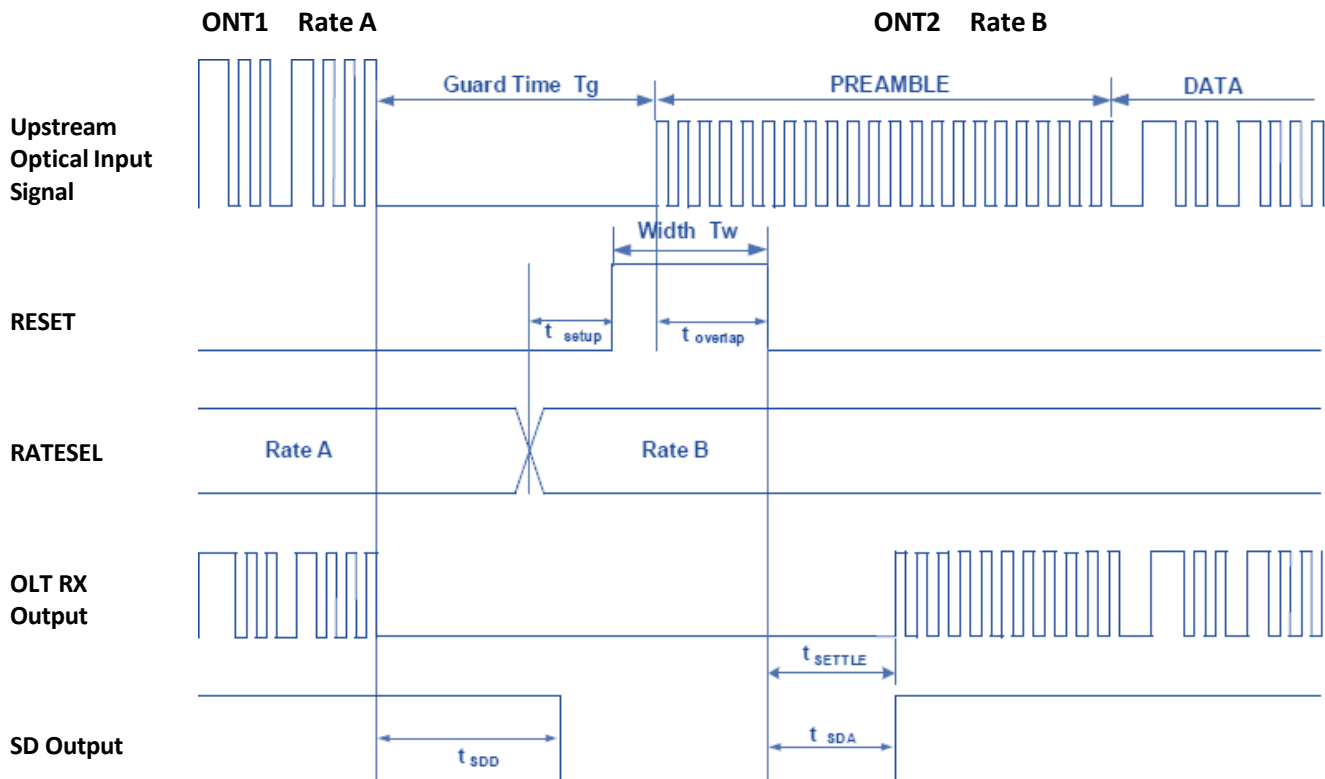 ONT1 Rate A
ONT2 Rate B
Guard Time Tg
PREAMBLE
DATA
Upstream
Optical Input
Signal
Width Tw
RESET
t setup
t overlap
RATESEL
Rate A
Rate B
OLT RX
Output
t SETTLE
SD Output
t SDD
t SDA